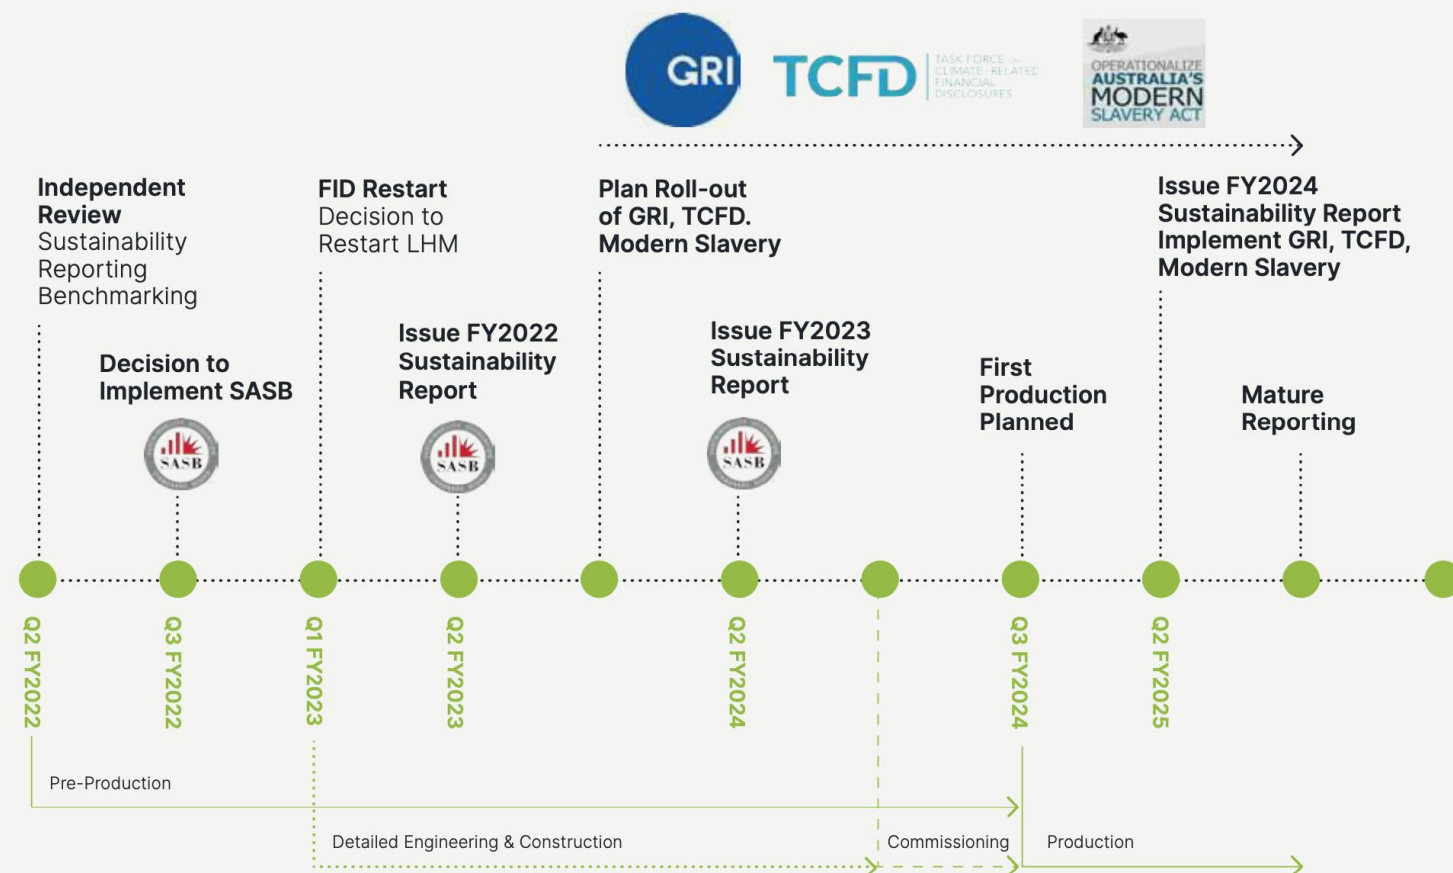 GRI
TCFD
TASK FORCE ON
CLIMATE-RELATED
FINANCIAL
DISCLOSURES
OPERATIONALIZE
AUSTRALIA'S
MODERN
SLAVERY ACT
Independent
Review
Sustainability
Reporting
Benchmarking
FID Restart
Decision to
Restart LHM
Plan Roll-out
of GRI, TCFD.
Modern Slavery
Issue FY2024
Sustainability Report
Implement GRI, TCFD,
Modern Slavery
Decision to
Implement SASB
SASB
Issue FY2022
Sustainability
Report
SASB
Issue FY2023
Sustainability
Report
SASB
First
Production
Planned
Mature
Reporting
Q2 FY2022
Q3 FY2022
Q1 FY2023
Q2 FY2023
Q2 FY2024
Q3 FY2024
Q2 FY2025
Pre-Production
Detailed Engineering & Construction
Commissioning
Production